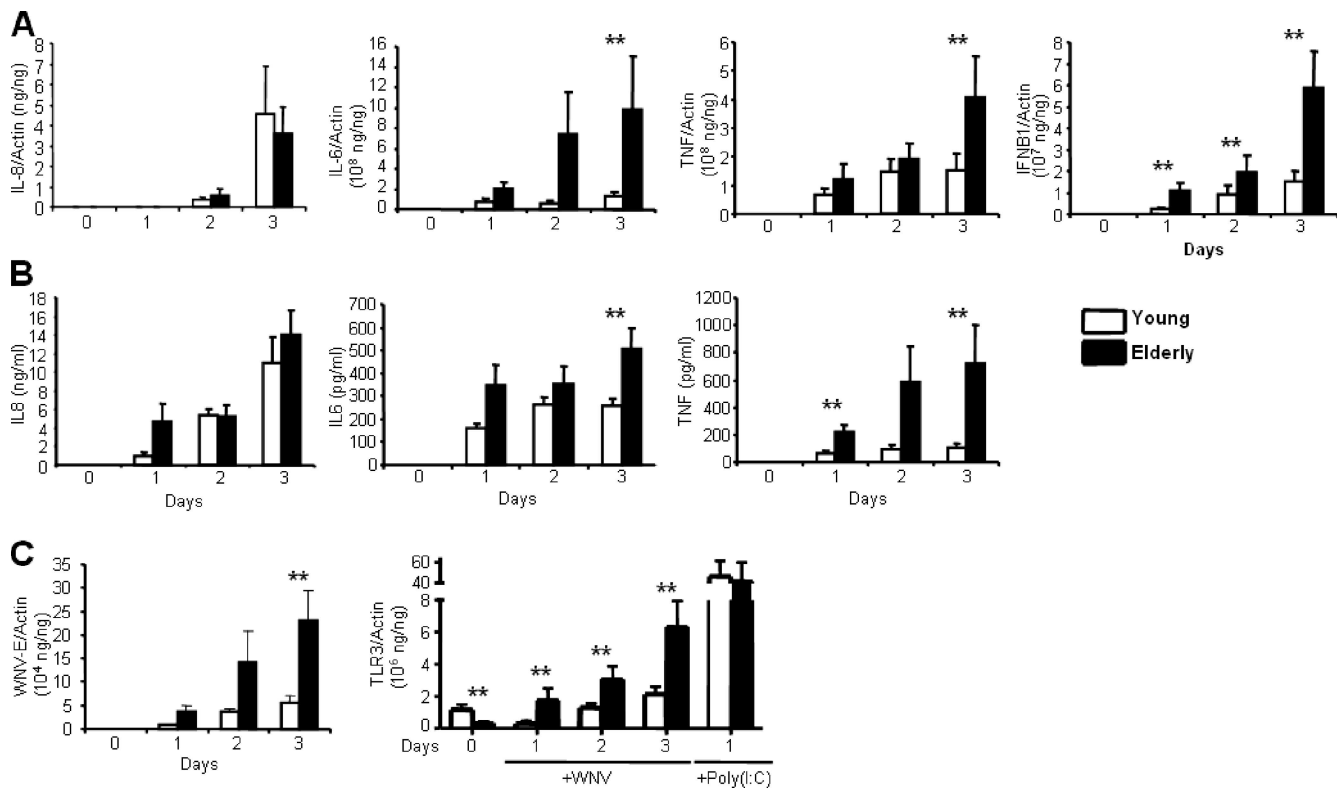 A
IL-8/Actin (ng/ng)
8
7
6
5
4
3
2
1
0
0 1 2 3
IL-6/Actin
(10⁸ ng/ng)
16
14
12
10
8
6
4
2
0
**
0 1 2 3
TNF/Actin
(10⁸ ng/ng)
6
5
4
3
2
1
0
**
0 1 2 3
IFNB1/Actin
(10⁷ ng/ng)
8
7
6
5
4
3
2
1
0
** ** **
0 1 2 3
Days
B
IL8 (ng/ml)
18
16
14
12
10
8
6
4
2
0
0 1 2 3
Days
IL6 (pg/ml)
700
600
500
400
300
200
100
0
**
0 1 2 3
Days
TNF (pg/ml)
1200
1000
800
600
400
200
0
** **
0 1 2 3
Days
Young
Elderly
C
WNV-E/Actin
(10⁴ ng/ng)
35
30
25
20
15
10
5
0
**
0 1 2 3
Days
TLR3/Actin
(10⁶ ng/ng)
60
40
8
6
4
2
0
** ** ** **
Days 0 1 2 3 1
+WNV +Poly(I:C)